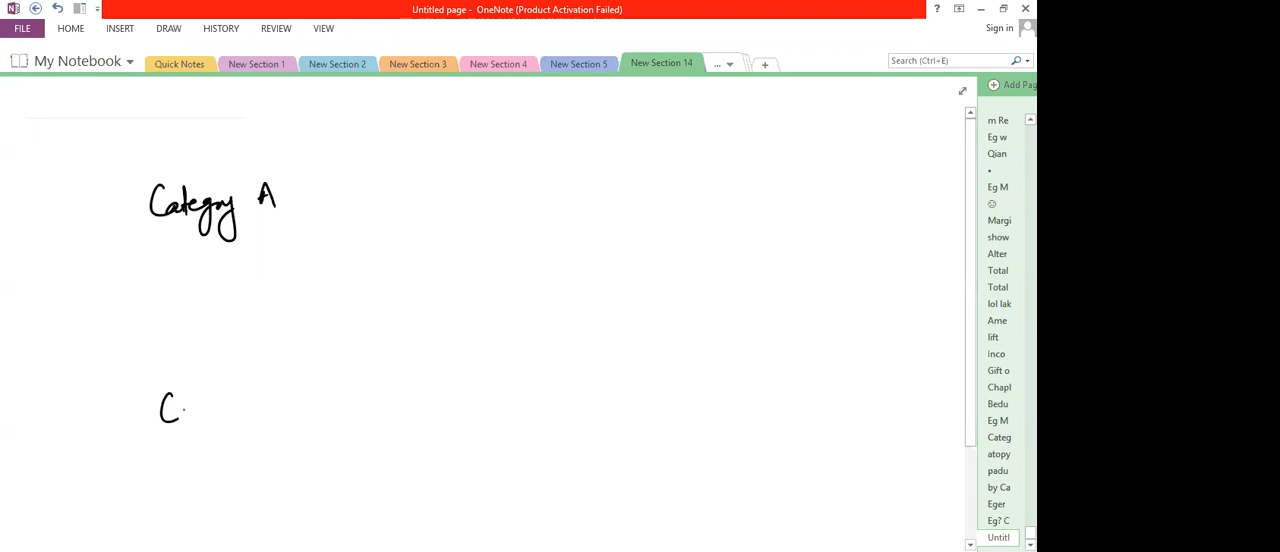 Untitled page - OneNote (Product Activation Failed)
?
Sign in
FILE HOME INSERT DRAW HISTORY REVIEW VIEW
My Notebook
Quick Notes New Section 1 New Section 2 New Section 3 New Section 4 New Section 5 New Section 14 ... +
Search (Ctrl+E)
Add Pag
m Re
Eg w
Qian
•
Eg M
☹
Margi
show
Alter
Total
Total
lol lak
Ame
lift
Inco
Gift o
Chapl
Bedu
Eg M
Categ
atopy
padu
by Ca
Eger
Eg? C
Untitl
Category A
C